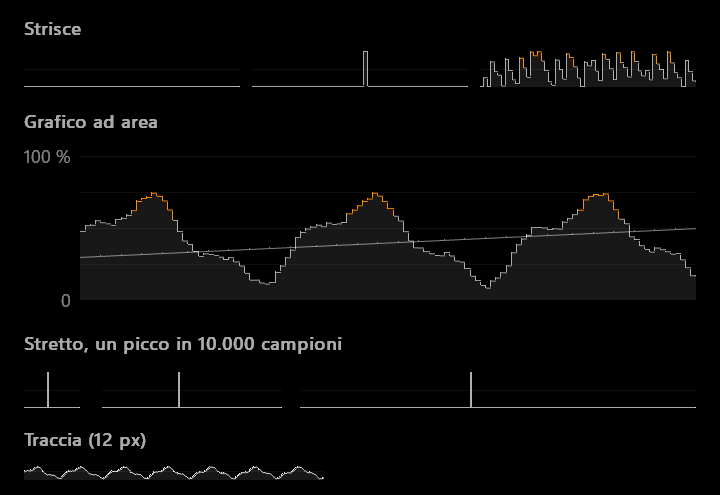 Strisce
Grafico ad area
100 %
0
Stretto, un picco in 10.000 campioni
Traccia (12 px)